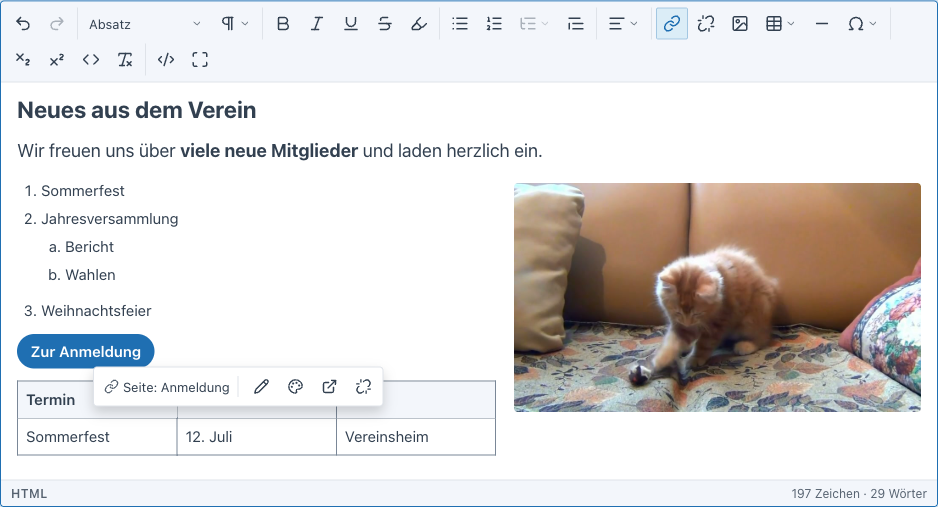 Absatz
Neues aus dem Verein
Wir freuen uns über viele neue Mitglieder und laden herzlich ein.
1. Sommerfest
2. Jahresversammlung
a. Bericht
b. Wahlen
3. Weihnachtsfeier
Zur Anmeldung
Seite: Anmeldung
Termin
Sommerfest 12. Juli Vereinsheim
HTML 197 Zeichen · 29 Wörter